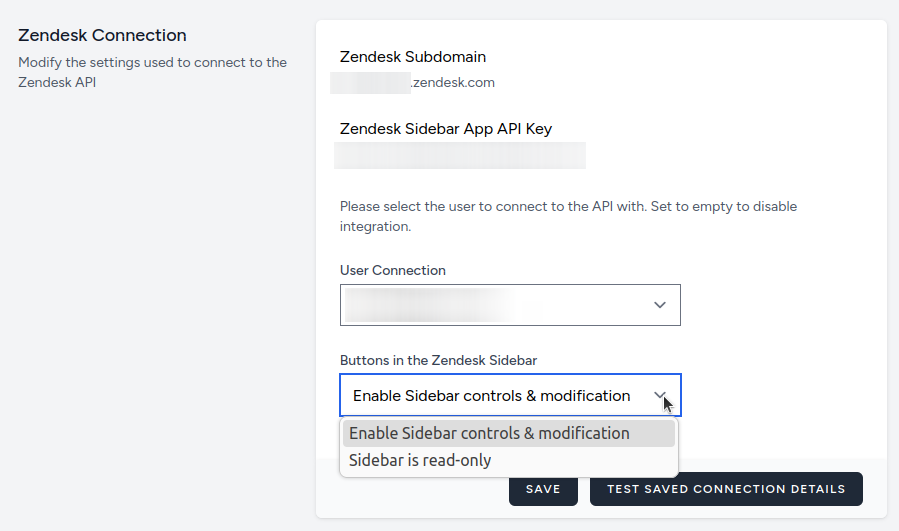 Zendesk Connection
Modify the settings used to connect to the
Zendesk API
Zendesk Subdomain
.zendesk.com
Zendesk Sidebar App API Key
Please select the user to connect to the API with. Set to empty to disable
integration.
User Connection
Buttons in the Zendesk Sidebar
Enable Sidebar controls & modification
Enable Sidebar controls & modification
Sidebar is read-only
SAVE
TEST SAVED CONNECTION DETAILS